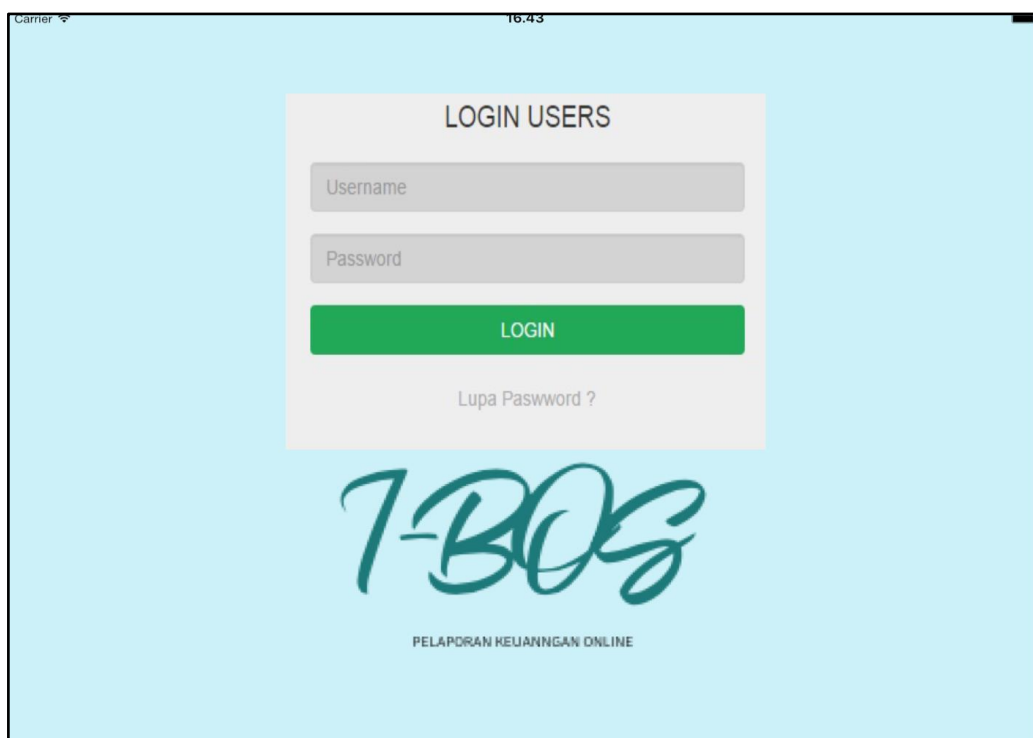 Carrier 16.43
LOGIN USERS
Username
Password
LOGIN
Lupa Paswword ?
T-BOS
PELAPORAN KEUANNGAN ONLINE